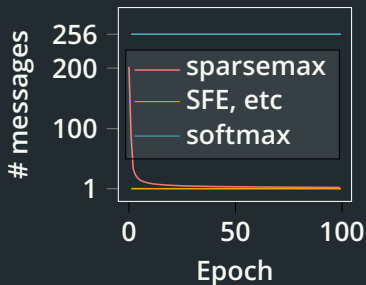 # messages
256
200
100
1
sparsemax
SFE, etc
softmax
0 50 100
Epoch